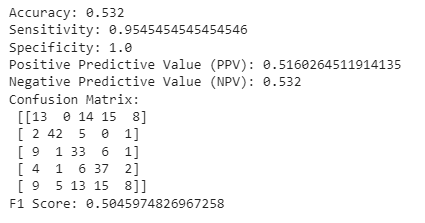 Accuracy: 0.532
Sensitivity: 0.9545454545454546
Specificity: 1.0
Positive Predictive Value (PPV): 0.5160264511914135
Negative Predictive Value (NPV): 0.532
Confusion Matrix:
 [[13  0 14 15  8]
 [ 2 42  5  0  1]
 [ 9  1 33  6  1]
 [ 4  1  6 37  2]
 [ 9  5 13 15  8]]
F1 Score: 0.5045974826967258